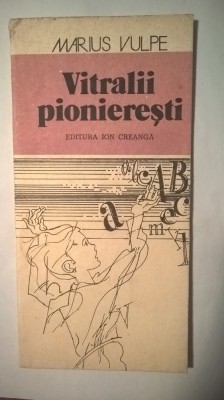 MARIUS VULPE
Vitralii
pionierești
EDITURA ION CREANGĂ